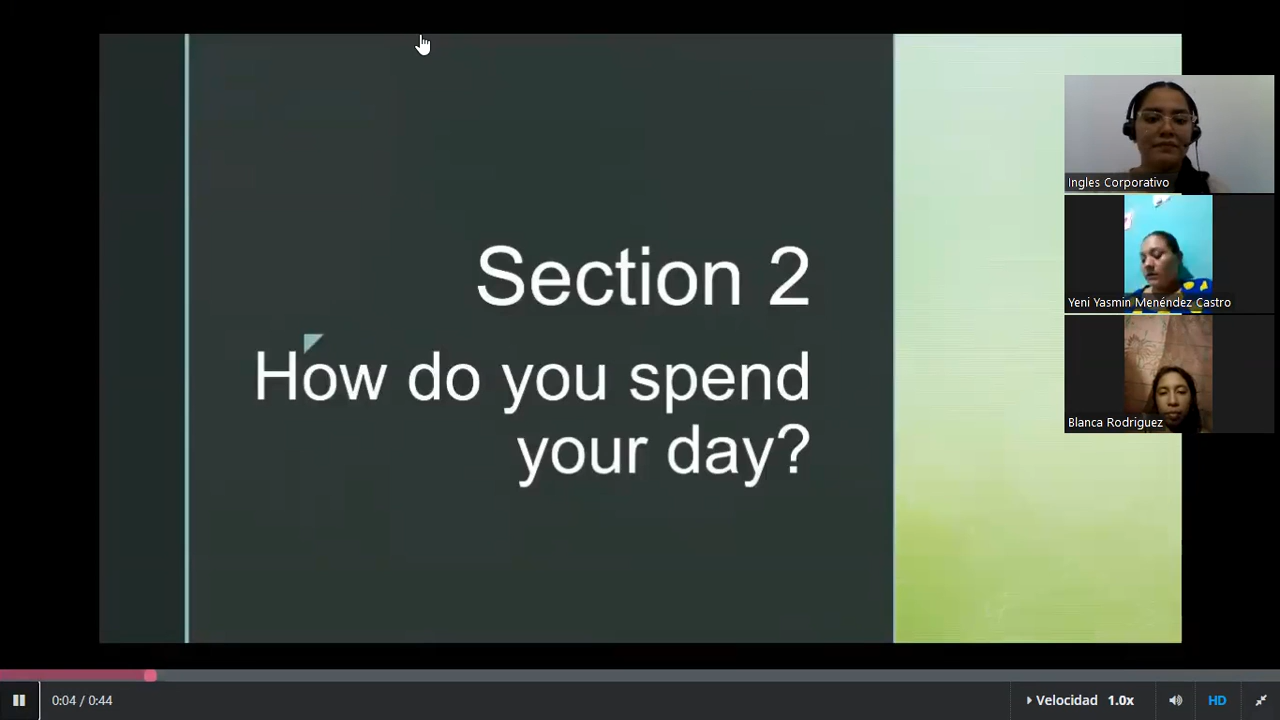 Section 2
How do you spend
your day?
Ingles Corporativo
Yeni Yasmin Menéndez Castro
Blanca Rodriguez
0:04 / 0:44
Velocidad 1.0x
HD